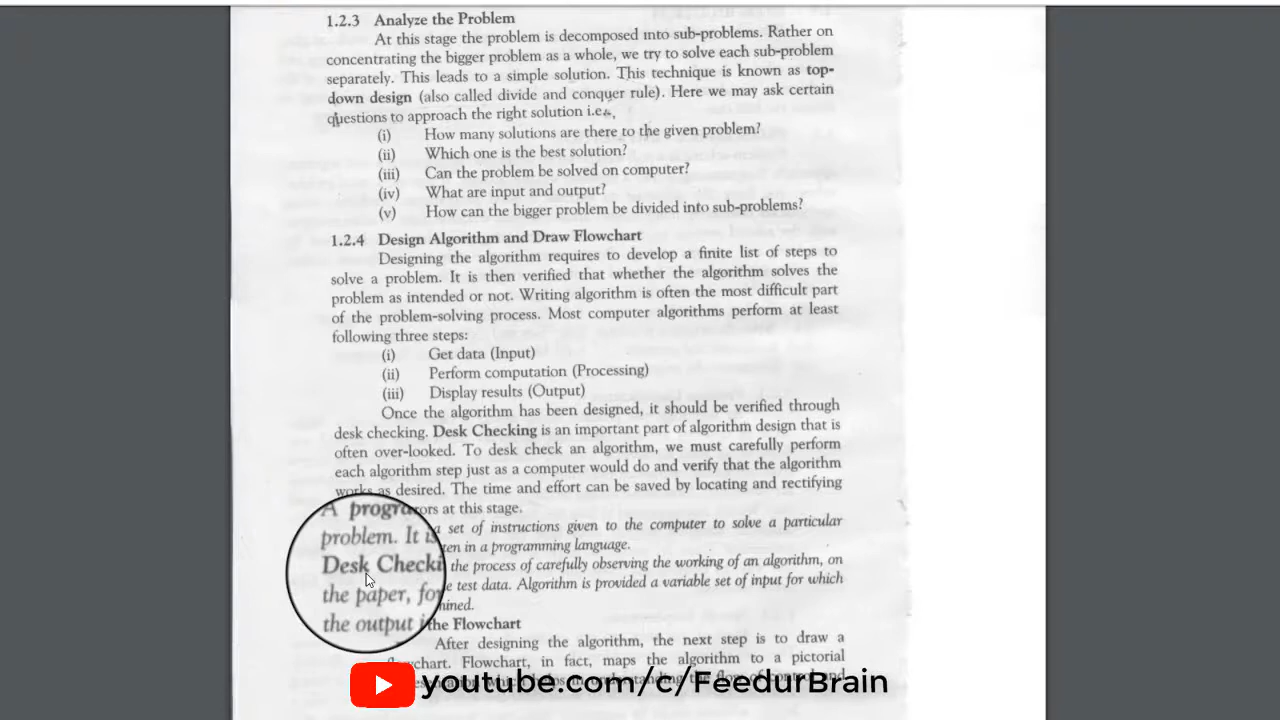 1.2.3 Analyze the Problem
At this stage the problem is decomposed into sub-problems. Rather on
concentrating the bigger problem as a whole, we try to solve each sub-problem
separately. This leads to a simple solution. This technique is known as top-
down design (also called divide and conquer rule). Here we may ask certain
questions to approach the right solution i.e.,
(i) How many solutions are there to the given problem?
(ii) Which one is the best solution?
(iii) Can the problem be solved on computer?
(iv) What are input and output?
(v) How can the bigger problem be divided into sub-problems?
1.2.4 Design Algorithm and Draw Flowchart
Designing the algorithm requires to develop a finite list of steps to
solve a problem. It is then verified that whether the algorithm solves the
problem as intended or not. Writing algorithm is often the most difficult part
of the problem-solving process. Most computer algorithms perform at least
following three steps:
(i) Get data (Input)
(ii) Perform computation (Processing)
(iii) Display results (Output)
Once the algorithm has been designed, it should be verified through
desk checking. Desk Checking is an important part of algorithm design that is
often over-looked. To desk check an algorithm, we must carefully perform
each algorithm step just as a computer would do and verify that the algorithm
works as desired. The time and effort can be saved by locating and rectifying
A at this stage.
a set of instructions given to the computer to solve a particular
problem. It in a programming language.
Desk the process of carefully observing the working of an algorithm, on
the paper, test data. Algorithm is provided a variable set of input for which
the output
the Flowchart
After designing the algorithm, the next step is to draw a
Flowchart, in fact, maps the algorithm to a pictorial
youtube.com/c/FeedurBrain